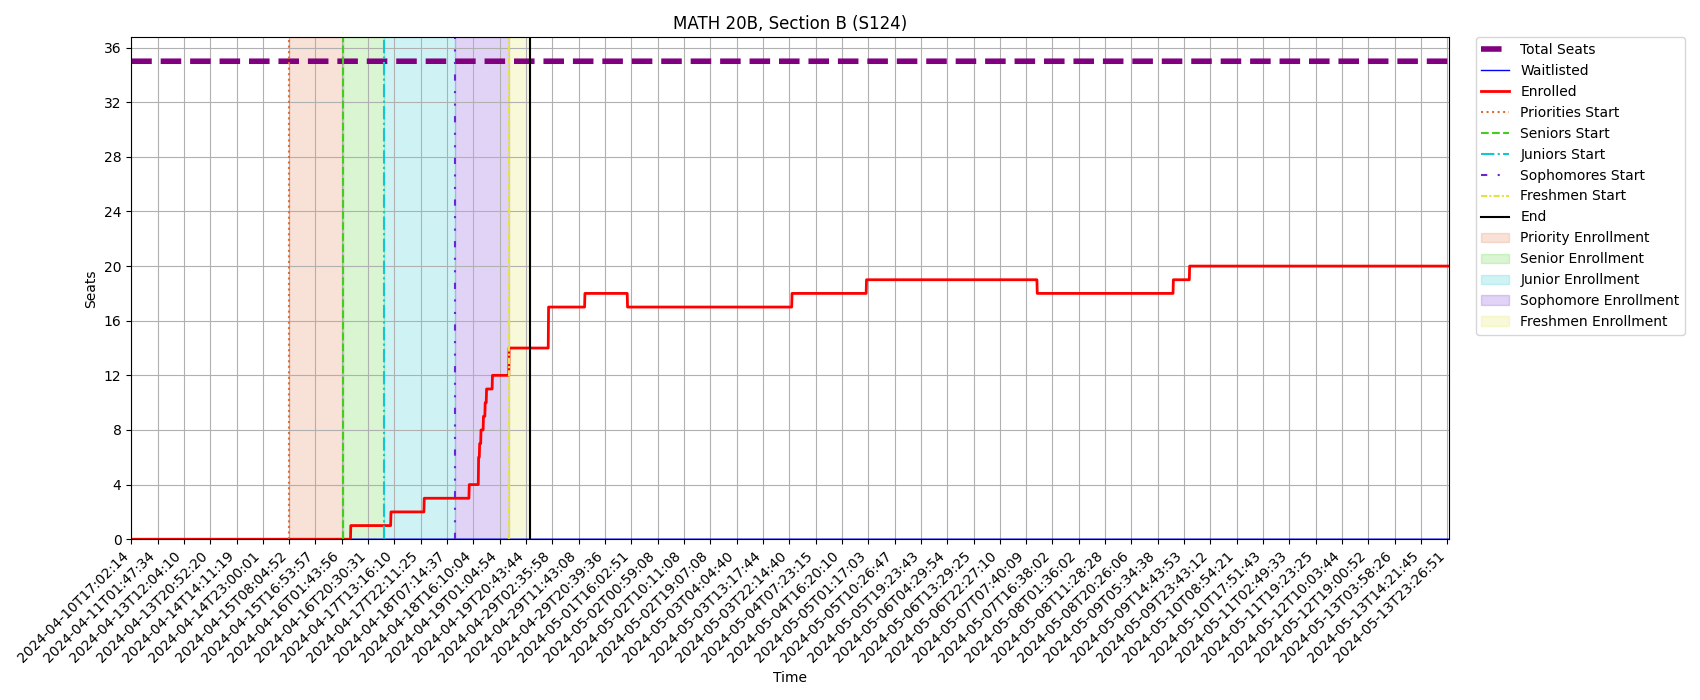 MATH 20B, Section B (S124)
Seats
36
32
28
24
20
16
12
8
4
0
2024-04-10T17:02:14
2024-04-11T01:47:34
2024-04-13T12:04:10
2024-04-13T20:52:20
2024-04-14T14:11:19
2024-04-14T23:00:01
2024-04-15T08:04:52
2024-04-15T16:53:57
2024-04-16T01:43:56
2024-04-16T20:30:31
2024-04-17T13:16:10
2024-04-17T22:11:25
2024-04-18T07:14:37
2024-04-18T16:10:04
2024-04-19T01:04:54
2024-04-19T20:43:44
2024-04-29T02:35:58
2024-04-29T11:43:08
2024-04-29T20:39:36
2024-05-01T16:02:51
2024-05-02T00:59:08
2024-05-02T10:11:08
2024-05-02T19:07:08
2024-05-03T04:04:40
2024-05-03T13:17:44
2024-05-03T22:14:40
2024-05-04T07:23:15
2024-05-04T16:20:10
2024-05-05T01:17:03
2024-05-05T10:26:47
2024-05-05T19:23:43
2024-05-06T04:29:54
2024-05-06T13:29:25
2024-05-06T22:27:10
2024-05-07T07:40:09
2024-05-07T16:38:02
2024-05-08T01:36:02
2024-05-08T11:28:28
2024-05-08T20:26:06
2024-05-09T05:34:38
2024-05-09T14:43:53
2024-05-09T23:43:12
2024-05-10T08:54:21
2024-05-10T17:51:43
2024-05-11T02:49:33
2024-05-11T19:23:25
2024-05-12T10:03:44
2024-05-12T19:00:52
2024-05-13T03:58:26
2024-05-13T14:21:45
2024-05-13T23:26:51
Time
Total Seats
Waitlisted
Enrolled
Priorities Start
Seniors Start
Juniors Start
Sophomores Start
Freshmen Start
End
Priority Enrollment
Senior Enrollment
Junior Enrollment
Sophomore Enrollment
Freshmen Enrollment